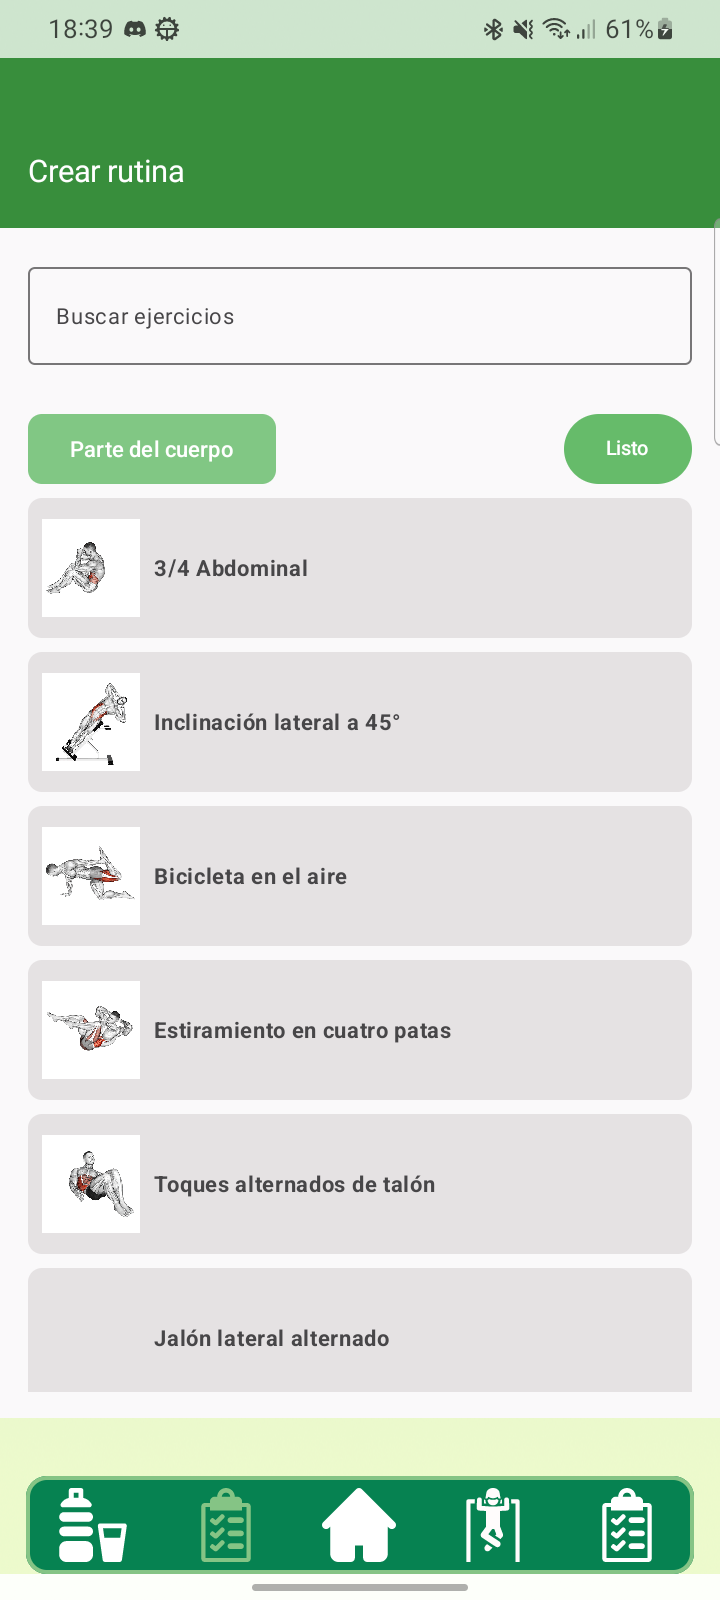 18:39
61%
Crear rutina
Buscar ejercicios
Parte del cuerpo
Listo
3/4 Abdominal
Inclinación lateral a 45°
Bicicleta en el aire
Estiramiento en cuatro patas
Toques alternados de talón
Jalón lateral alternado